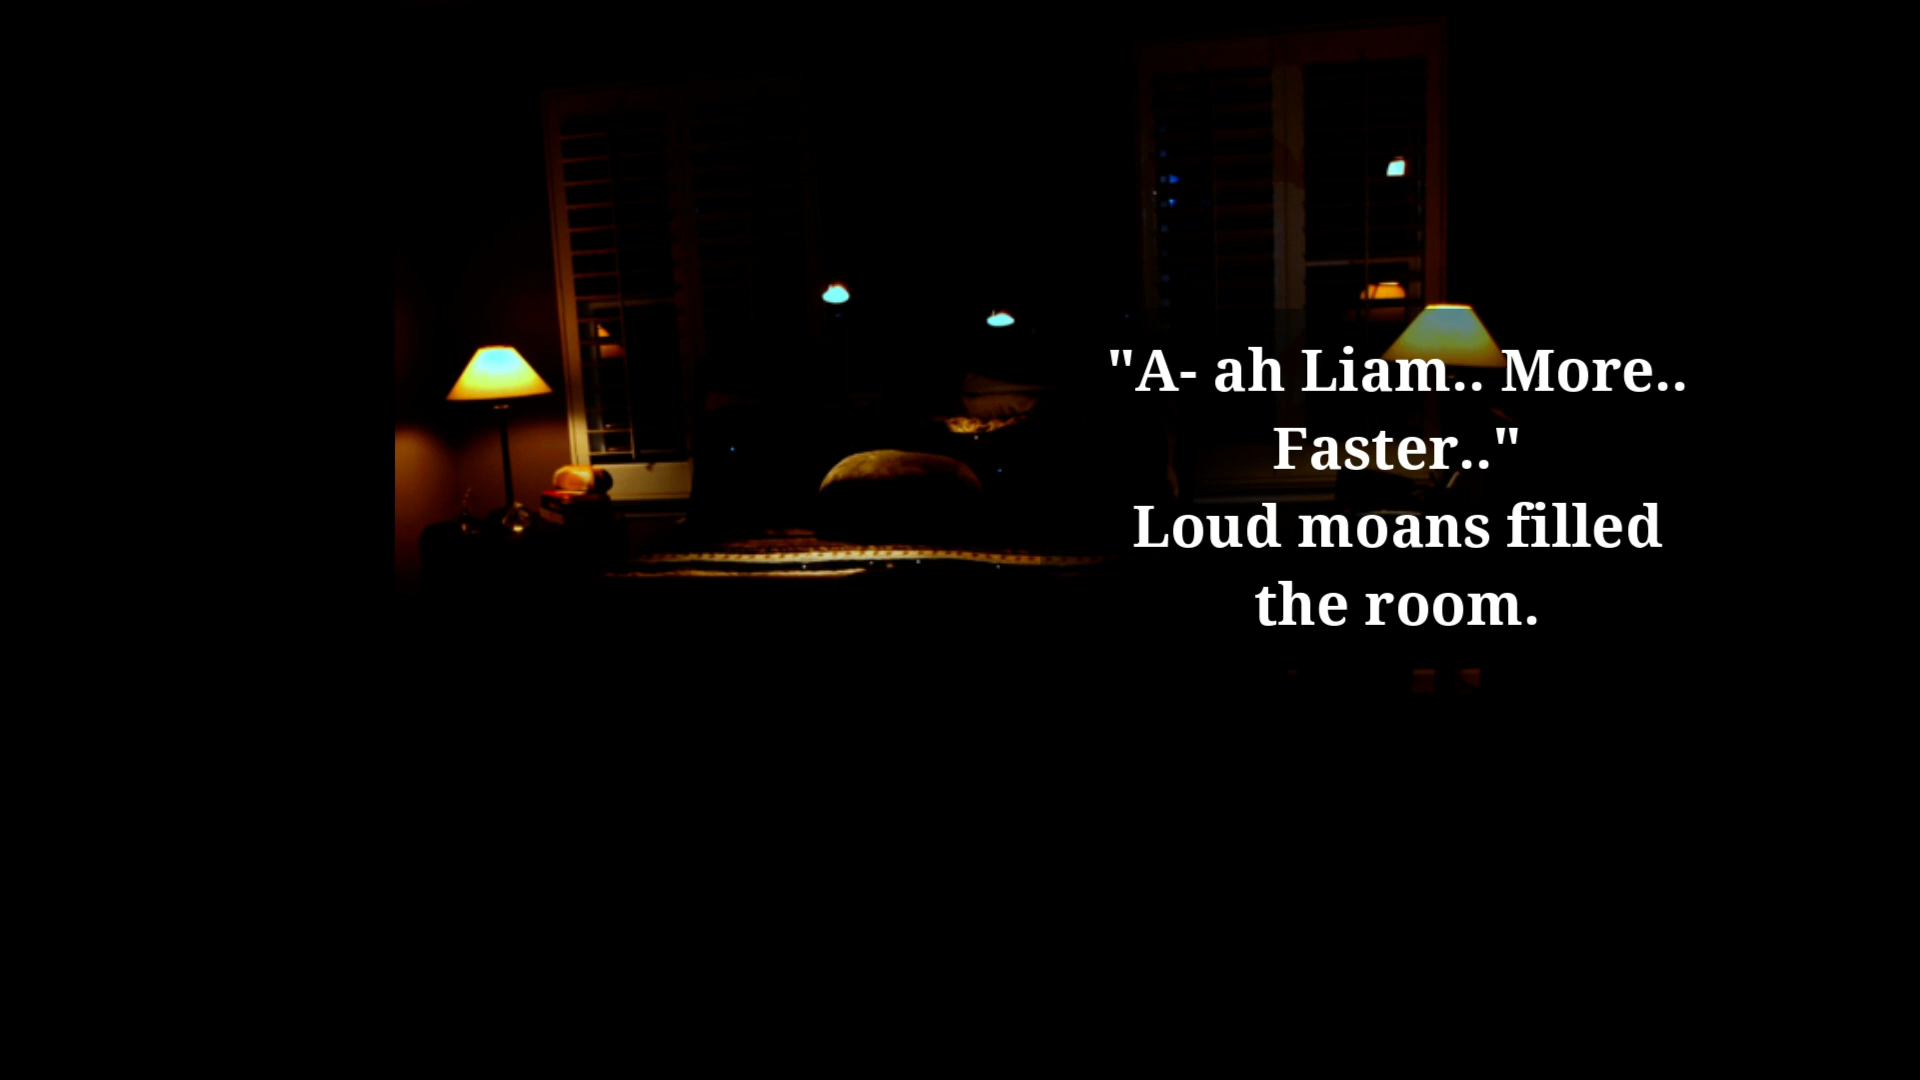 "A- ah Liam.. More..
Faster.."
Loud moans filled
the room.